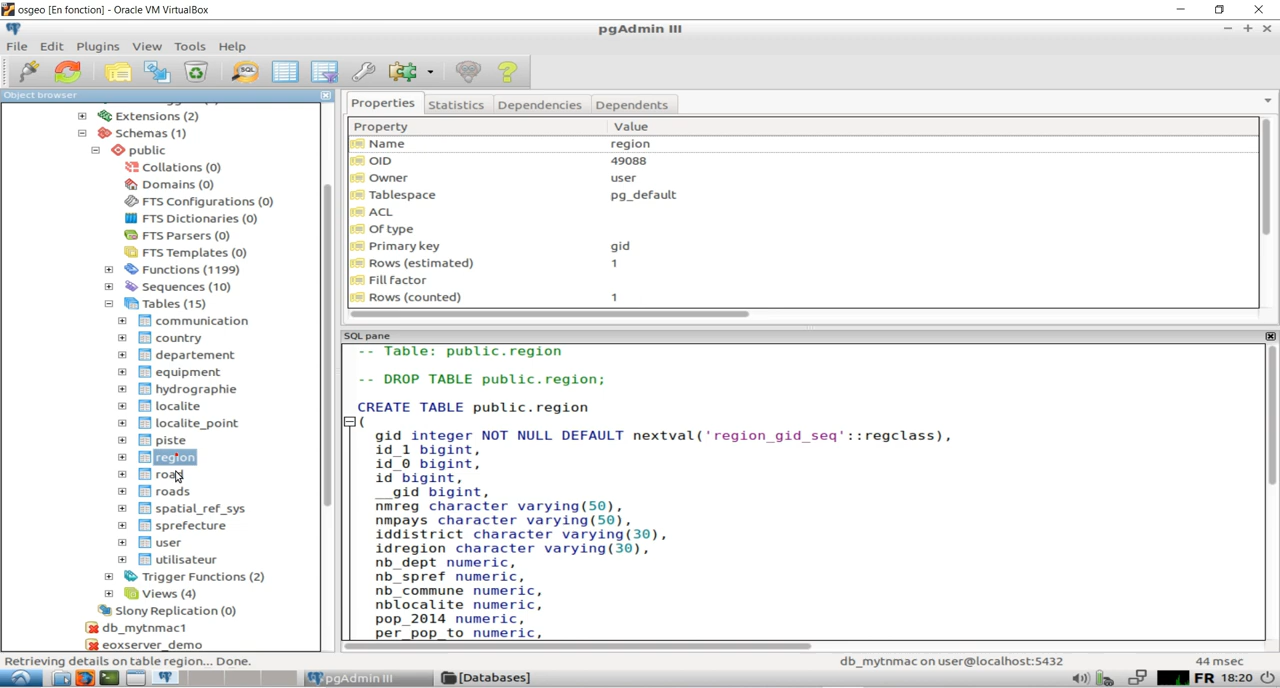 osgeo [En fonction] - Oracle VM VirtualBox
pgAdmin III
File Edit Plugins View Tools Help
SQL
Object browser
Extensions (2)
Schemas (1)
public
Collations (0)
Domains (0)
FTS Configurations (0)
FTS Dictionaries (0)
FTS Parsers (0)
FTS Templates (0)
Functions (1199)
Sequences (10)
Tables (15)
communication
country
departement
equipment
hydrographie
localite
localite_point
piste
region
road
roads
spatial_ref_sys
sprefecture
user
utilisateur
Trigger Functions (2)
Views (4)
Slony Replication (0)
db_mytnmac1
eoxserver_demo
Properties Statistics Dependencies Dependents
Property Value
Name region
OID 49088
Owner user
Tablespace pg_default
ACL
Of type
Primary key gid
Rows (estimated) 1
Fill factor
Rows (counted) 1
SQL pane
-- Table: public.region
-- DROP TABLE public.region;
CREATE TABLE public.region
(
gid integer NOT NULL DEFAULT nextval('region_gid_seq'::regclass),
id_1 bigint,
id_0 bigint,
id bigint,
__gid bigint,
nmreg character varying(50),
nmpays character varying(50),
iddistrict character varying(30),
idregion character varying(30),
nb_dept numeric,
nb_spref numeric,
nb_commune numeric,
nblocalite numeric,
pop_2014 numeric,
per_pop_to numeric,
Retrieving details on table region... Done. db_mytnmac on user@localhost:5432 44 msec
pgAdmin III [Databases] FR 18:20